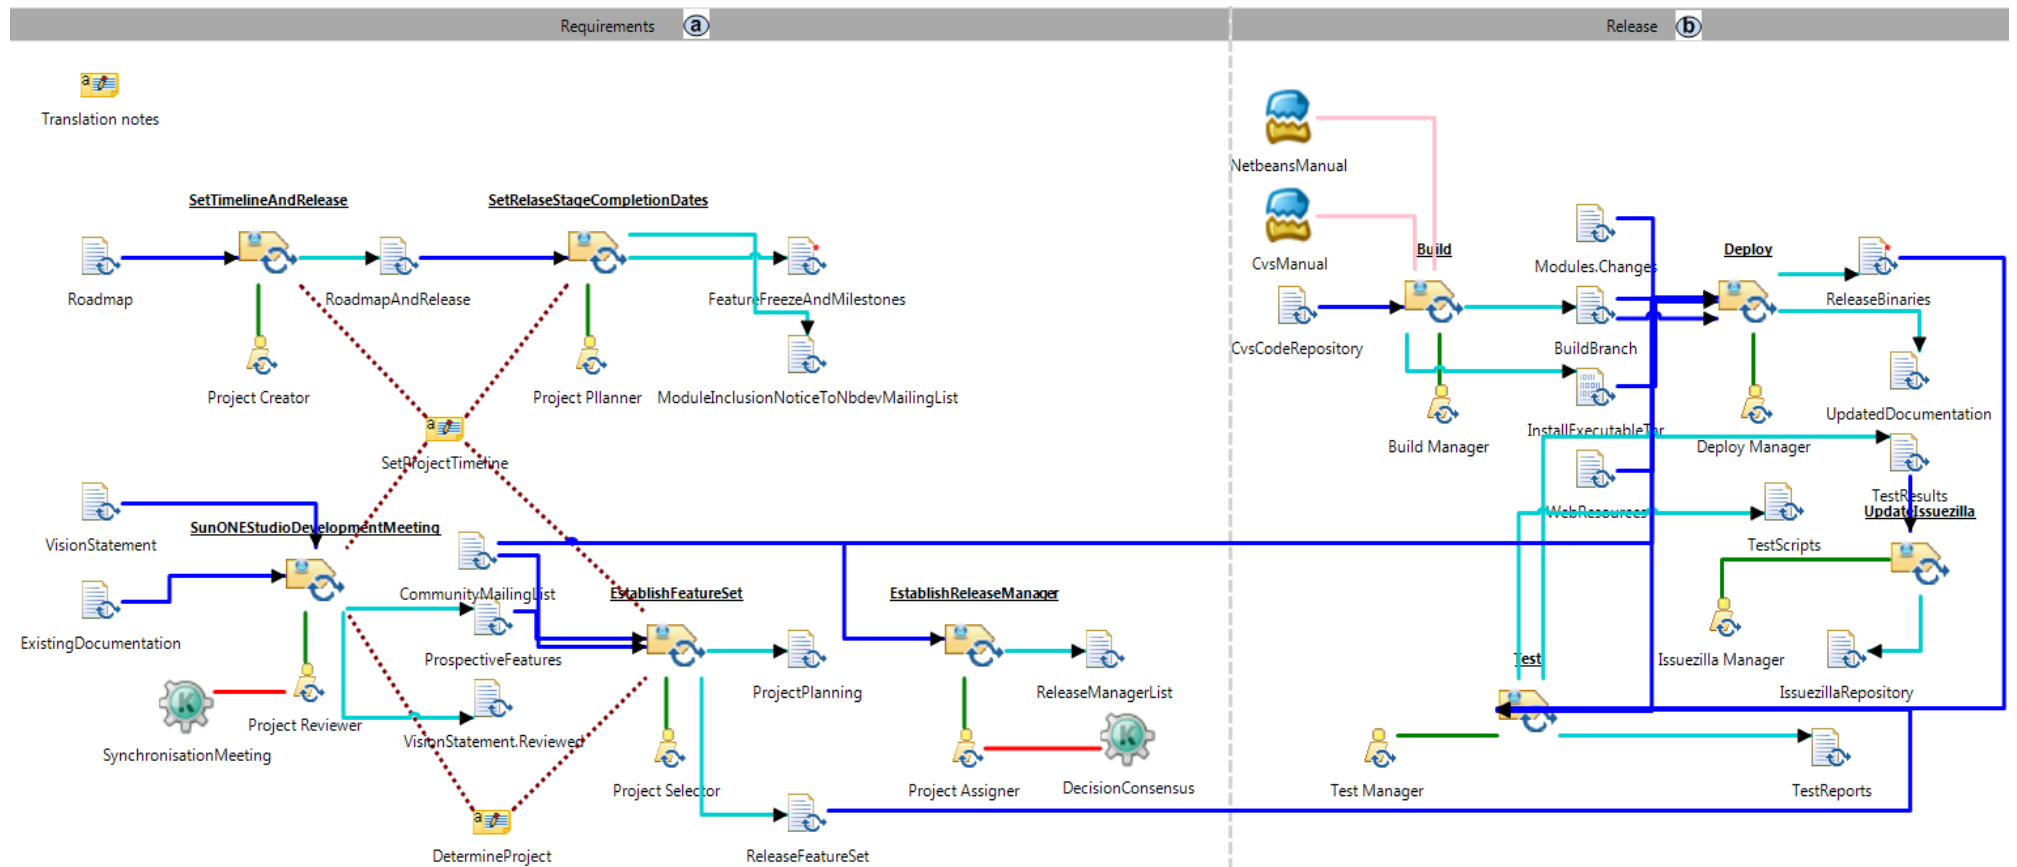 Requirements a
Release b
Translation notes
NetbeansManual
SetTimelineAndRelease
SetRelaseStageCompletionDates
Build
Deploy
CvsManual
Modules.Changes
Roadmap
RoadmapAndRelease
FeatureFreezeAndMilestones
ReleaseBinaries
CvsCodeRepository
BuildBranch
Project Creator
Project Pllanner
ModuleInclusionNoticeToNbdevMailingList
UpdatedDocumentation
InstallExecutableTar
Build Manager
Deploy Manager
SetProjectTimeline
TestResults
UpdateIssuezilla
WebResources
SunONEStudioDevelopmentMeeting
VisionStatement
TestScripts
CommunityMailingList
EstablishFeatureSet
EstablishReleaseManager
ExistingDocumentation
ProspectiveFeatures
Test
Issuezilla Manager
ProjectPlanning
ReleaseManagerList
IssuezillaRepository
Project Reviewer
VisionStatement.Reviewed
SynchronisationMeeting
Project Selector
Project Assigner
DecisionConsensus
Test Manager
TestReports
DetermineProject
ReleaseFeatureSet